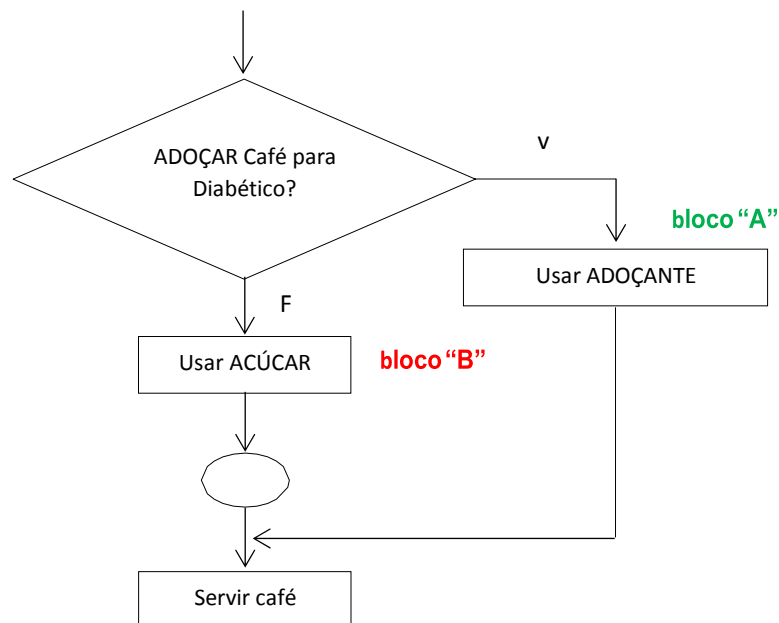 ADOÇAR Café para
Diabético?
v
bloco “A”
Usar ADOÇANTE
F
Usar ACÚCAR
bloco “B”
Servir café